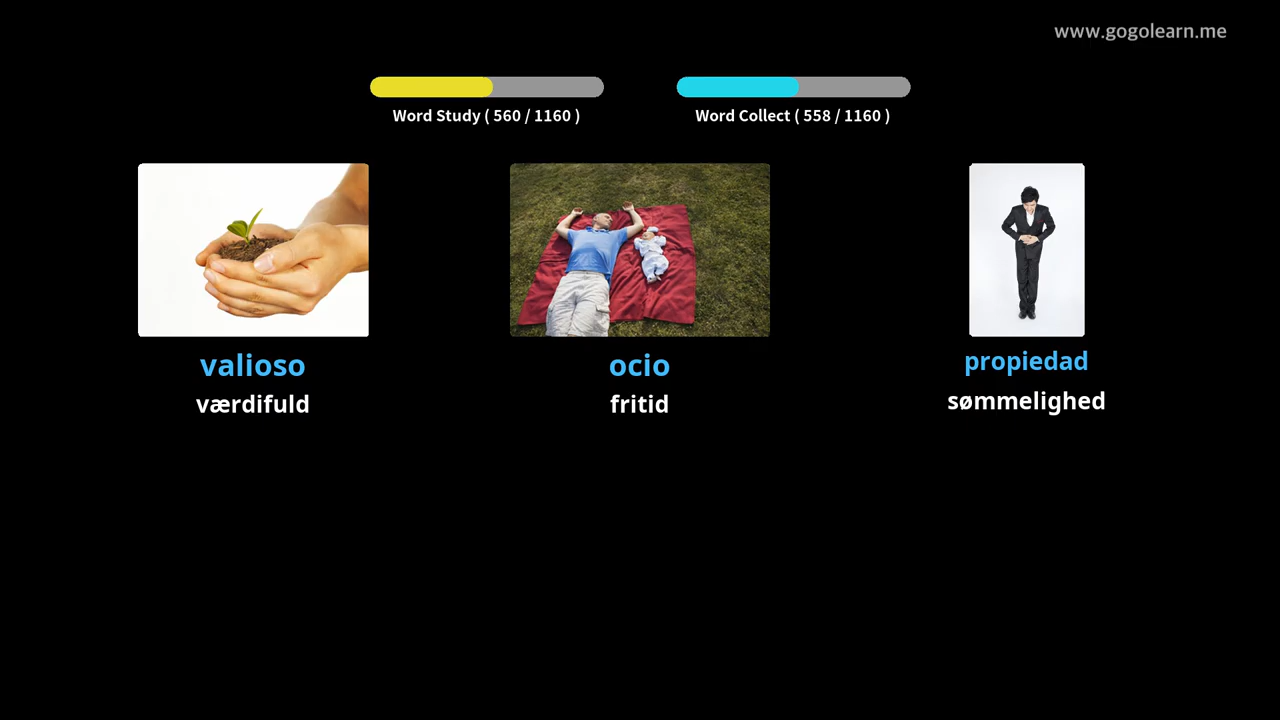 www.gogolearn.me
Word Study ( 560 / 1160 )
Word Collect ( 558 / 1160 )
valioso
værdifuld
ocio
fritid
propiedad
sømmelighed